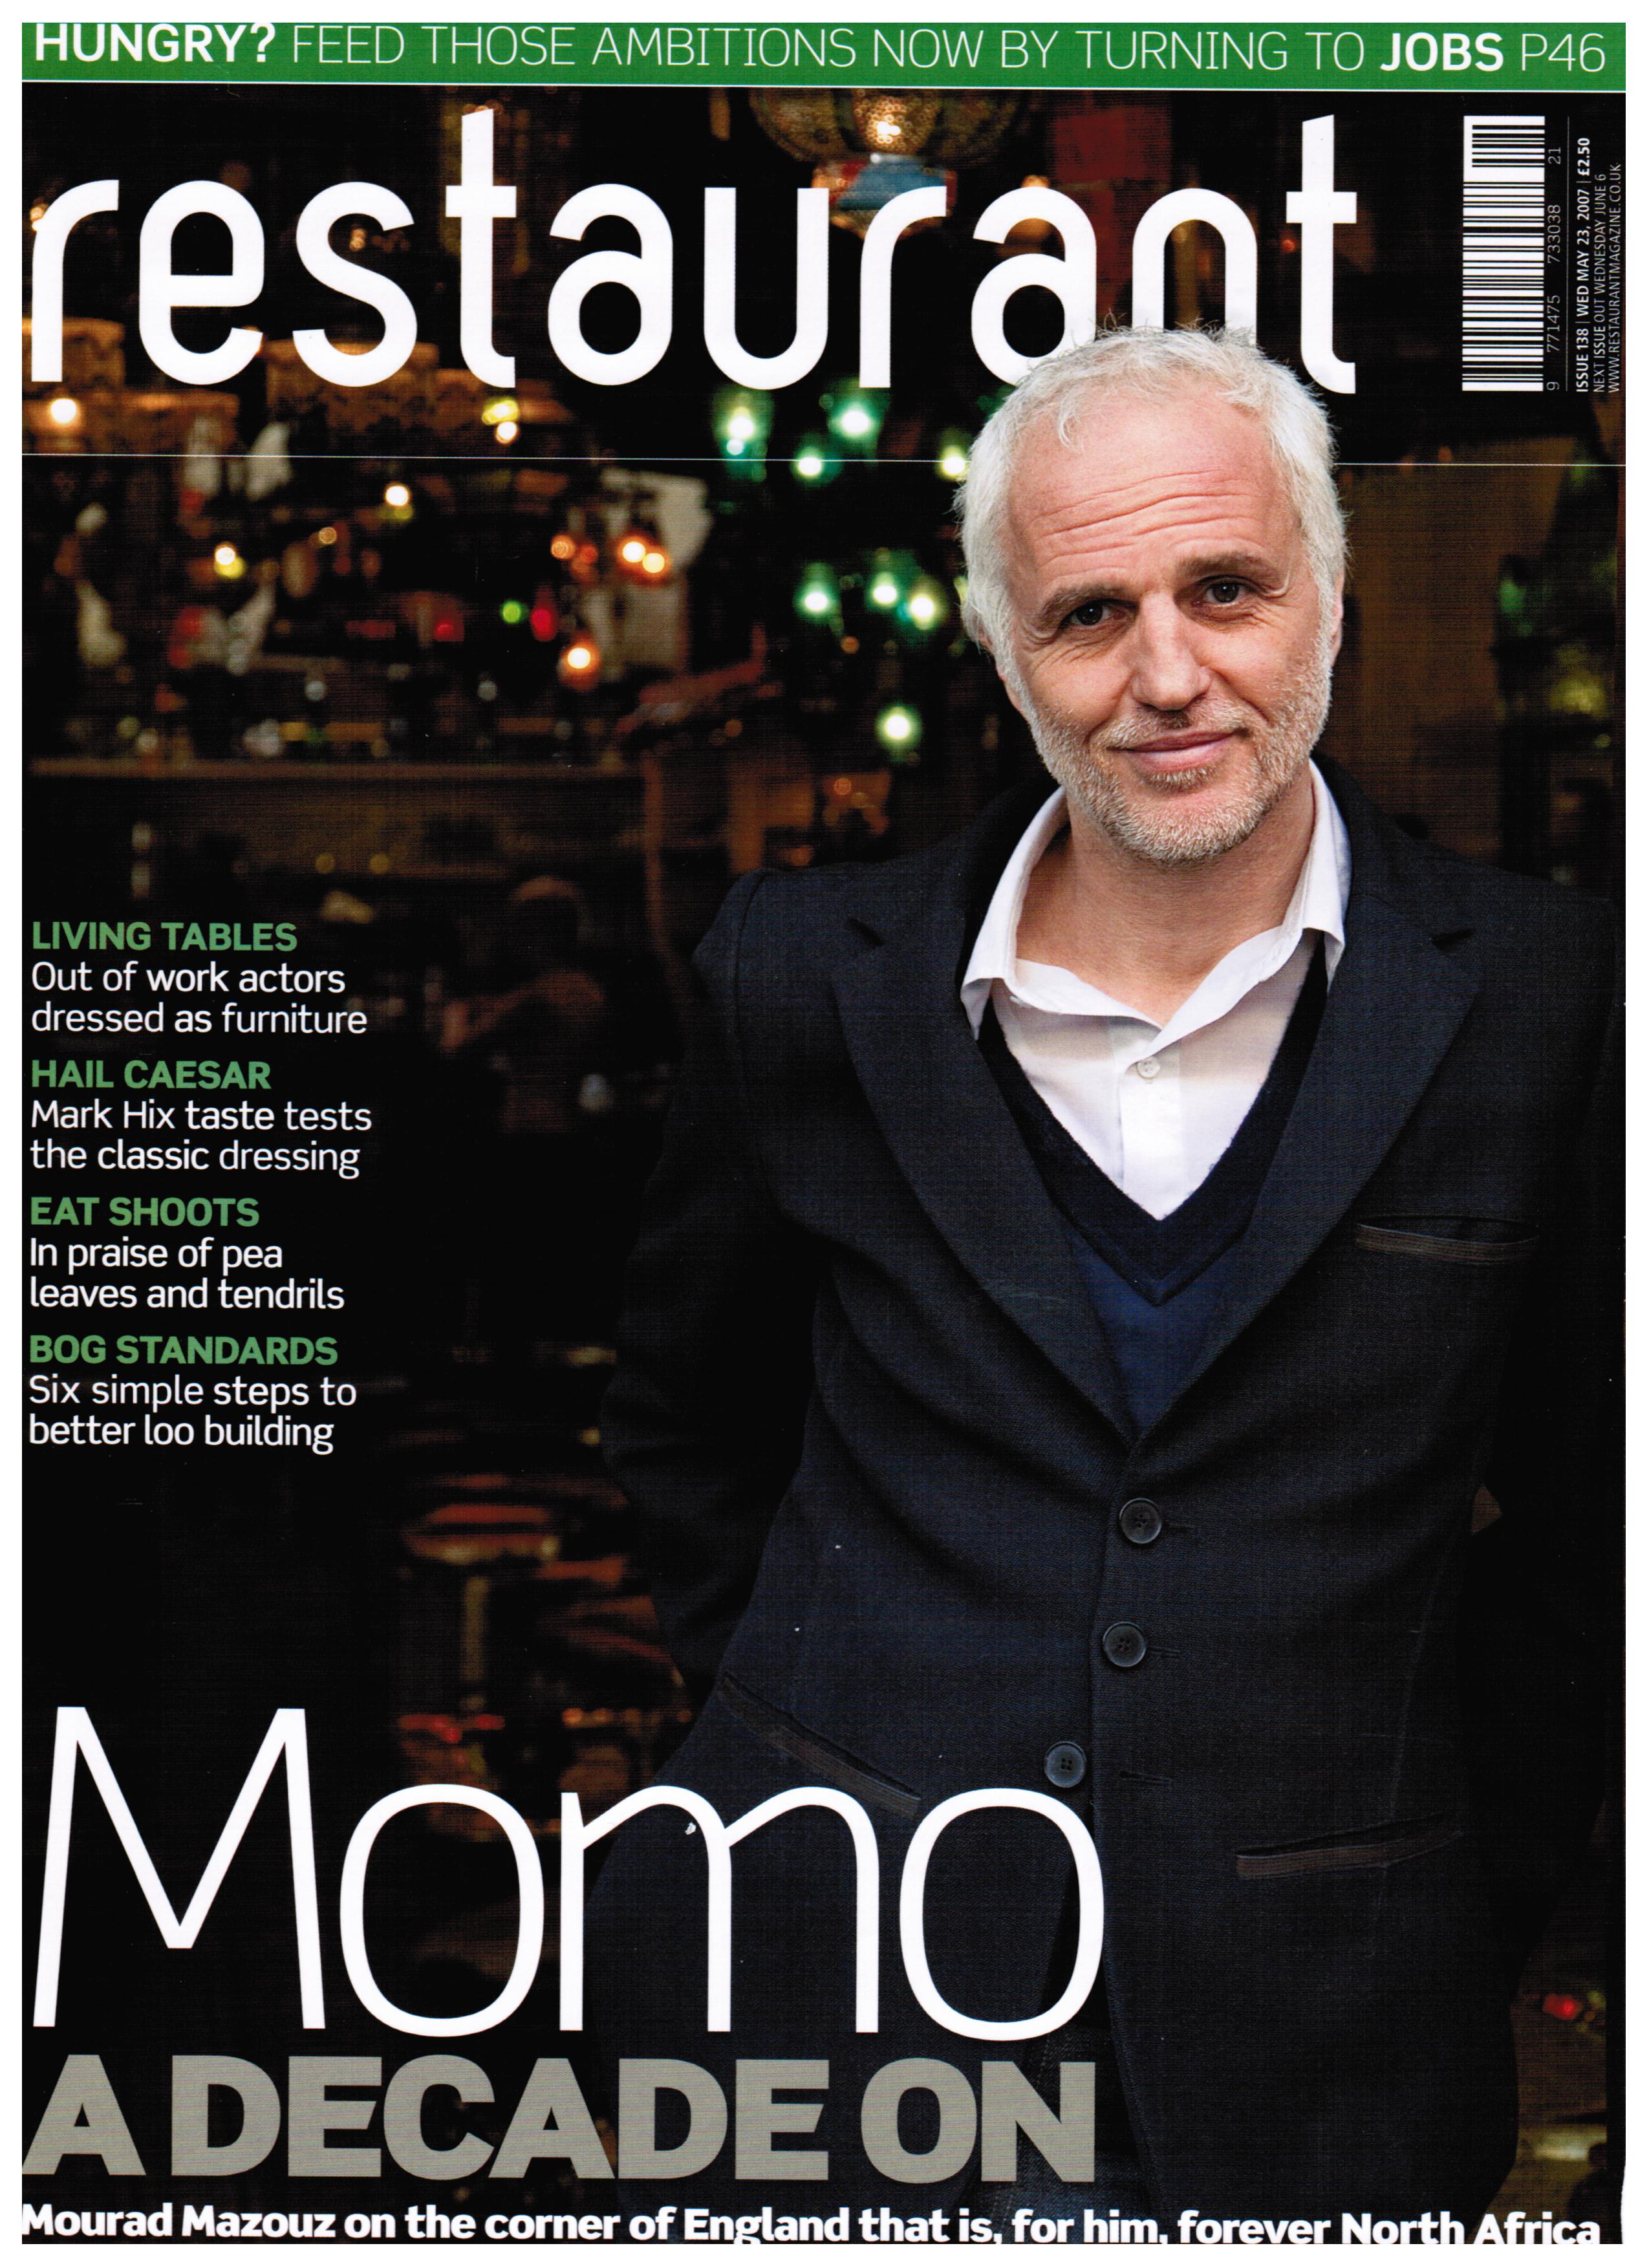 HUNGRY? FEED THOSE AMBITIONS NOW BY TURNING TO JOBS P46
restaurant
9 771475 733038 21
ISSUE 138 | WED MAY 23, 2007 | £2.50
NEXT ISSUE OUT WEDNESDAY JUNE 6
WWW.RESTAURANTMAGAZINE.CO.UK
LIVING TABLES
Out of work actors
dressed as furniture
HAIL CAESAR
Mark Hix taste tests
the classic dressing
EAT SHOOTS
In praise of pea
leaves and tendrils
BOG STANDARDS
Six simple steps to
better loo building
Momo
A DECADE ON
Mourad Mazouz on the corner of England that is, for him, forever North Africa